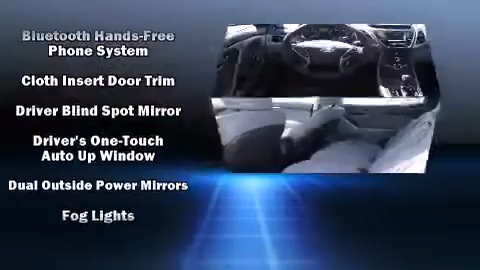 Bluetooth Hands-Free
Phone System
Cloth Insert Door Trim
Driver Blind Spot Mirror
Driver's One-Touch
Auto Up Window
Dual Outside Power Mirrors
Fog Lights